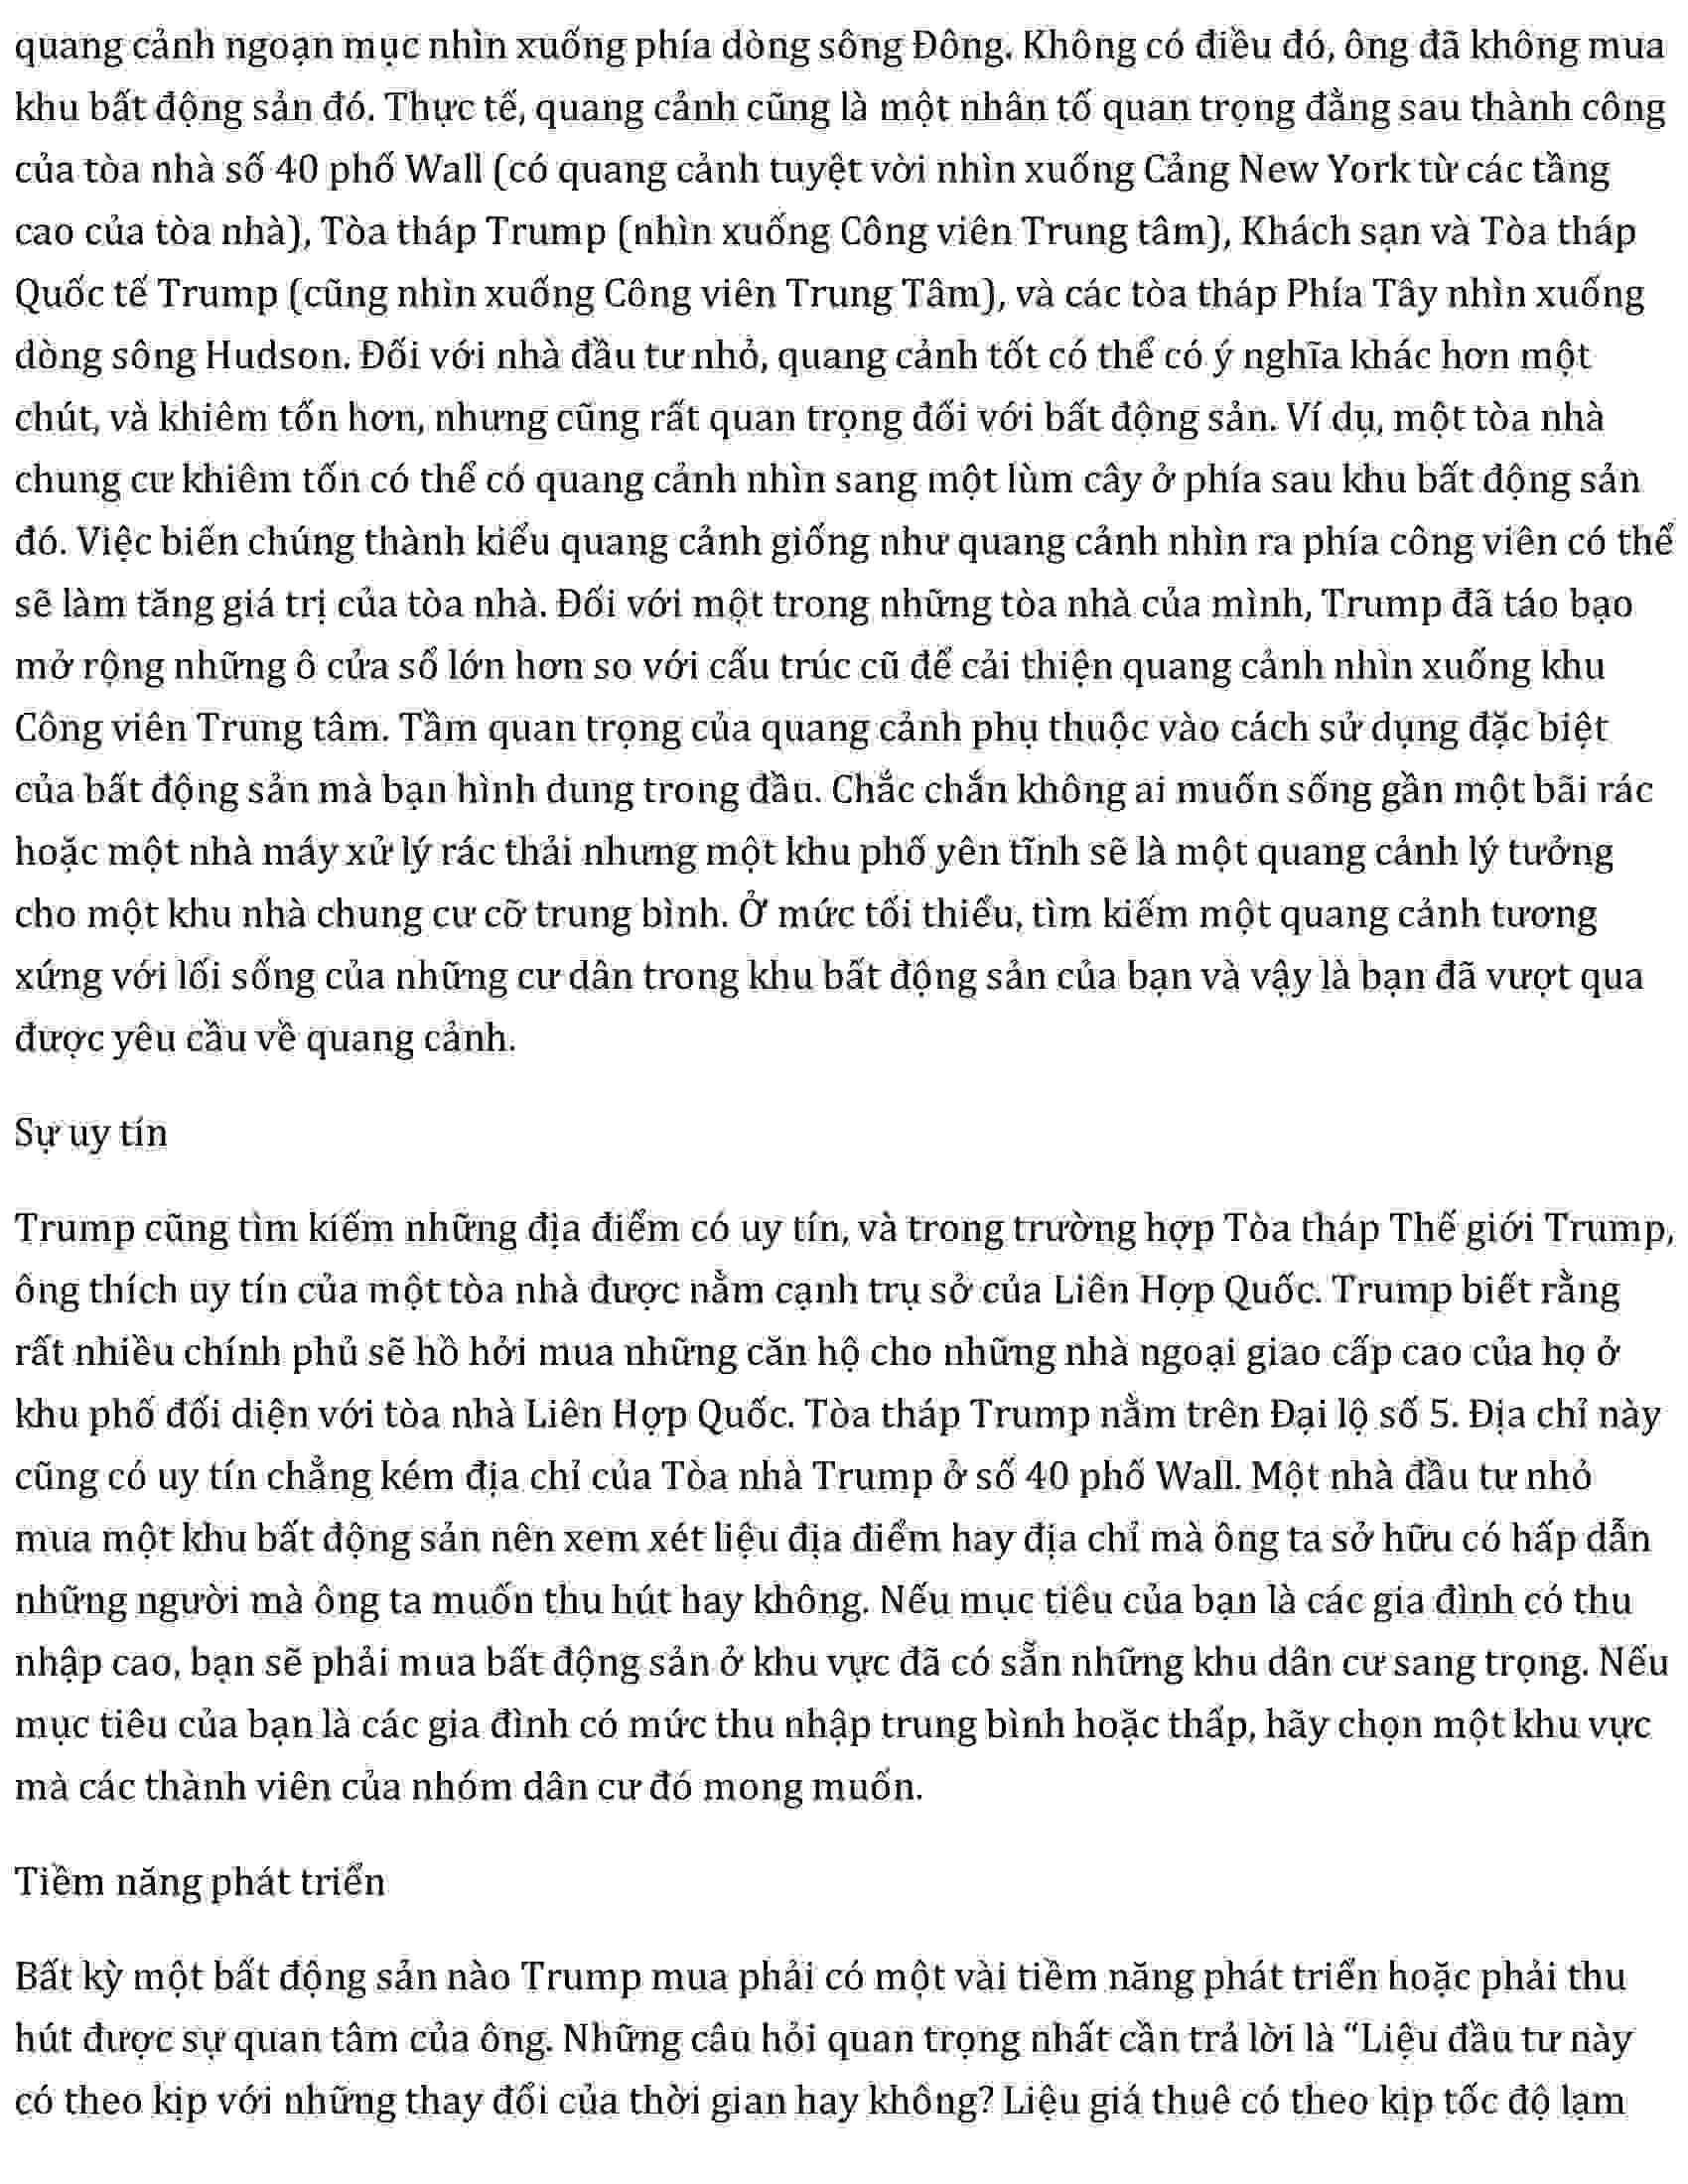 quang cảnh ngoạn mục nhìn xuống phía dòng sông Đông. Không có điều đó, ông đã không mua
khu bất động sản đó. Thực tế, quang cảnh cũng là một nhân tố quan trọng đằng sau thành công
của tòa nhà số 40 phố Wall (có quang cảnh tuyệt vời nhìn xuống Cảng New York từ các tầng
cao của tòa nhà), Tòa tháp Trump (nhìn xuống Công viên Trung tâm), Khách sạn và Tòa tháp
Quốc tế Trump (cũng nhìn xuống Công viên Trung Tâm), và các tòa tháp Phía Tây nhìn xuống
dòng sông Hudson. Đối với nhà đầu tư nhỏ, quang cảnh tốt có thể có ý nghĩa khác hơn một
chút, và khiêm tốn hơn, nhưng cũng rất quan trọng đối với bất động sản. Ví dụ, một tòa nhà
chung cư khiêm tốn có thể có quang cảnh nhìn sang một lùm cây ở phía sau khu bất động sản
đó. Việc biến chúng thành kiểu quang cảnh giống như quang cảnh nhìn ra phía công viên có thể
sẽ làm tăng giá trị của tòa nhà. Đối với một trong những tòa nhà của mình, Trump đã táo bạo
mở rộng những ô cửa sổ lớn hơn so với cấu trúc cũ để cải thiện quang cảnh nhìn xuống khu
Công viên Trung tâm. Tầm quan trọng của quang cảnh phụ thuộc vào cách sử dụng đặc biệt
của bất động sản mà bạn hình dung trong đầu. Chắc chắn không ai muốn sống gần một bãi rác
hoặc một nhà máy xử lý rác thải nhưng một khu phố yên tĩnh sẽ là một quang cảnh lý tưởng
cho một khu nhà chung cư cỡ trung bình. Ở mức tối thiểu, tìm kiếm một quang cảnh tương
xứng với lối sống của những cư dân trong khu bất động sản của bạn và vậy là bạn đã vượt qua
được yêu cầu về quang cảnh.
Sự uy tín
Trump cũng tìm kiếm những địa điểm có uy tín, và trong trường hợp Tòa tháp Thế giới Trump,
ông thích uy tín của một tòa nhà được nằm cạnh trụ sở của Liên Hợp Quốc. Trump biết rằng
rất nhiều chính phủ sẽ hồ hởi mua những căn hộ cho những nhà ngoại giao cấp cao của họ ở
khu phố đối diện với tòa nhà Liên Hợp Quốc. Tòa tháp Trump nằm trên Đại lộ số 5. Địa chỉ này
cũng có uy tín chẳng kém địa chỉ của Tòa nhà Trump ở số 40 phố Wall. Một nhà đầu tư nhỏ
mua một khu bất động sản nên xem xét liệu địa điểm hay địa chỉ mà ông ta sở hữu có hấp dẫn
những người mà ông ta muốn thu hút hay không. Nếu mục tiêu của bạn là các gia đình có thu
nhập cao, bạn sẽ phải mua bất động sản ở khu vực đã có sẵn những khu dân cư sang trọng. Nếu
mục tiêu của bạn là các gia đình có mức thu nhập trung bình hoặc thấp, hãy chọn một khu vực
mà các thành viên của nhóm dân cư đó mong muốn.
Tiềm năng phát triển
Bất kỳ một bất động sản nào Trump mua phải có một vài tiềm năng phát triển hoặc phải thu
hút được sự quan tâm của ông. Những câu hỏi quan trọng nhất cần trả lời là “Liệu đầu tư này
có theo kịp với những thay đổi của thời gian hay không? Liệu giá thuê có theo kịp tốc độ lạm